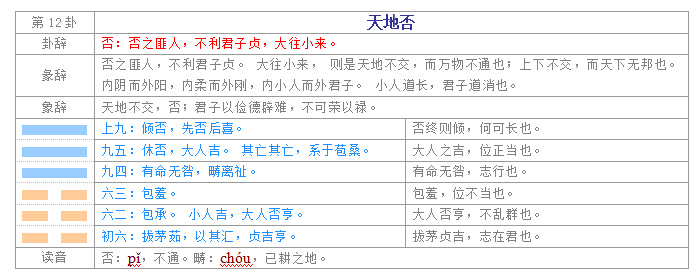 第12卦 天地否
卦辞 否：否之匪人，不利君子贞，大往小来。
彖辞 否之匪人，不利君子贞。 大往小来， 则是天地不交，而万物不通也；上下不交，而天下无邦也。
内阴而外阳，内柔而外刚，内小人而外君子。 小人道长，君子道消也。
象辞 天地不交，否；君子以俭德辟难，不可荣以禄。
上九：倾否，先否后喜。 否终则倾，何可长也。
九五：休否，大人吉。 其亡其亡，系于苞桑。 大人之吉，位正当也。
九四：有命无咎，畴离祉。 有命无咎，志行也。
六三：包羞。 包羞，位不当也。
六二：包承。 小人吉，大人否亨。 大人否亨，不乱群也。
初六：拔茅茹，以其汇，贞吉亨。 拔茅贞吉，志在君也。
读音 否：pǐ，不通。畴：chóu，已耕之地。